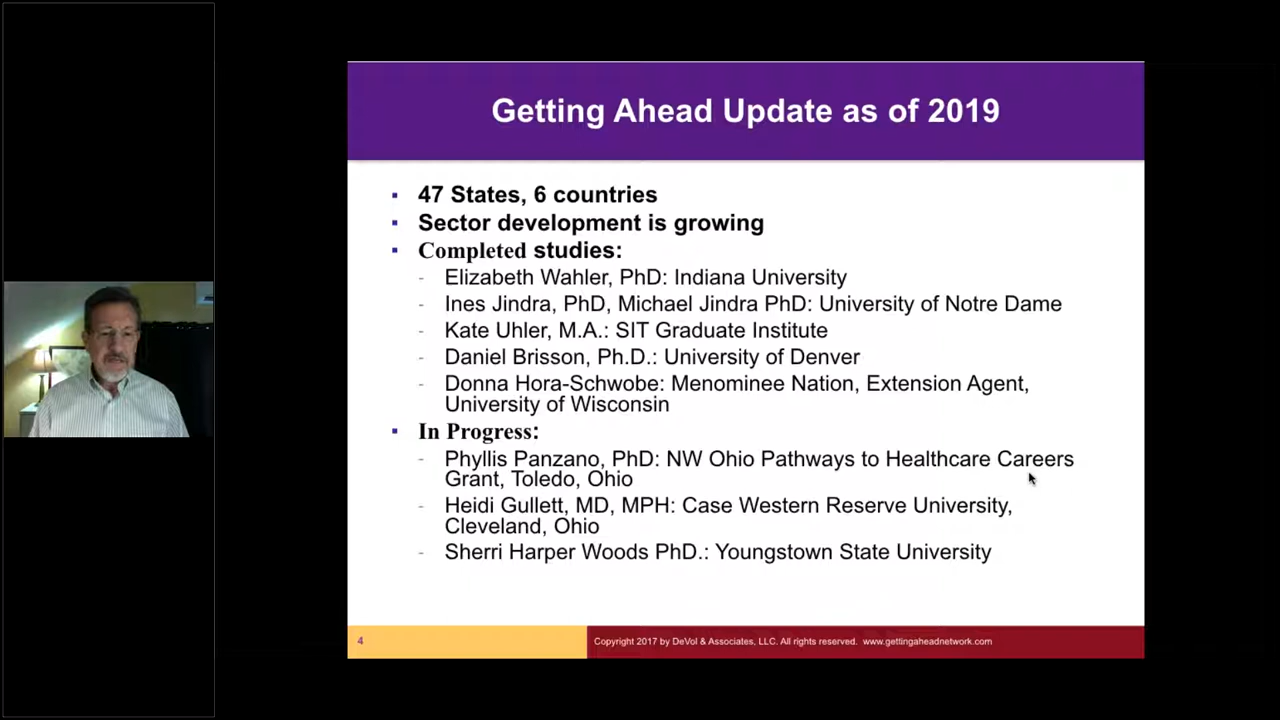 Getting Ahead Update as of 2019
▪ 47 States, 6 countries
▪ Sector development is growing
▪ Completed studies:
- Elizabeth Wahler, PhD: Indiana University
- Ines Jindra, PhD, Michael Jindra PhD: University of Notre Dame
- Kate Uhler, M.A.: SIT Graduate Institute
- Daniel Brisson, Ph.D.: University of Denver
- Donna Hora-Schwobe: Menominee Nation, Extension Agent,
University of Wisconsin
▪ In Progress:
- Phyllis Panzano, PhD: NW Ohio Pathways to Healthcare Careers
Grant, Toledo, Ohio
- Heidi Gullett, MD, MPH: Case Western Reserve University,
Cleveland, Ohio
- Sherri Harper Woods PhD.: Youngstown State University
4
Copyright 2017 by DeVol & Associates, LLC. All rights reserved. www.gettingaheadnetwork.com